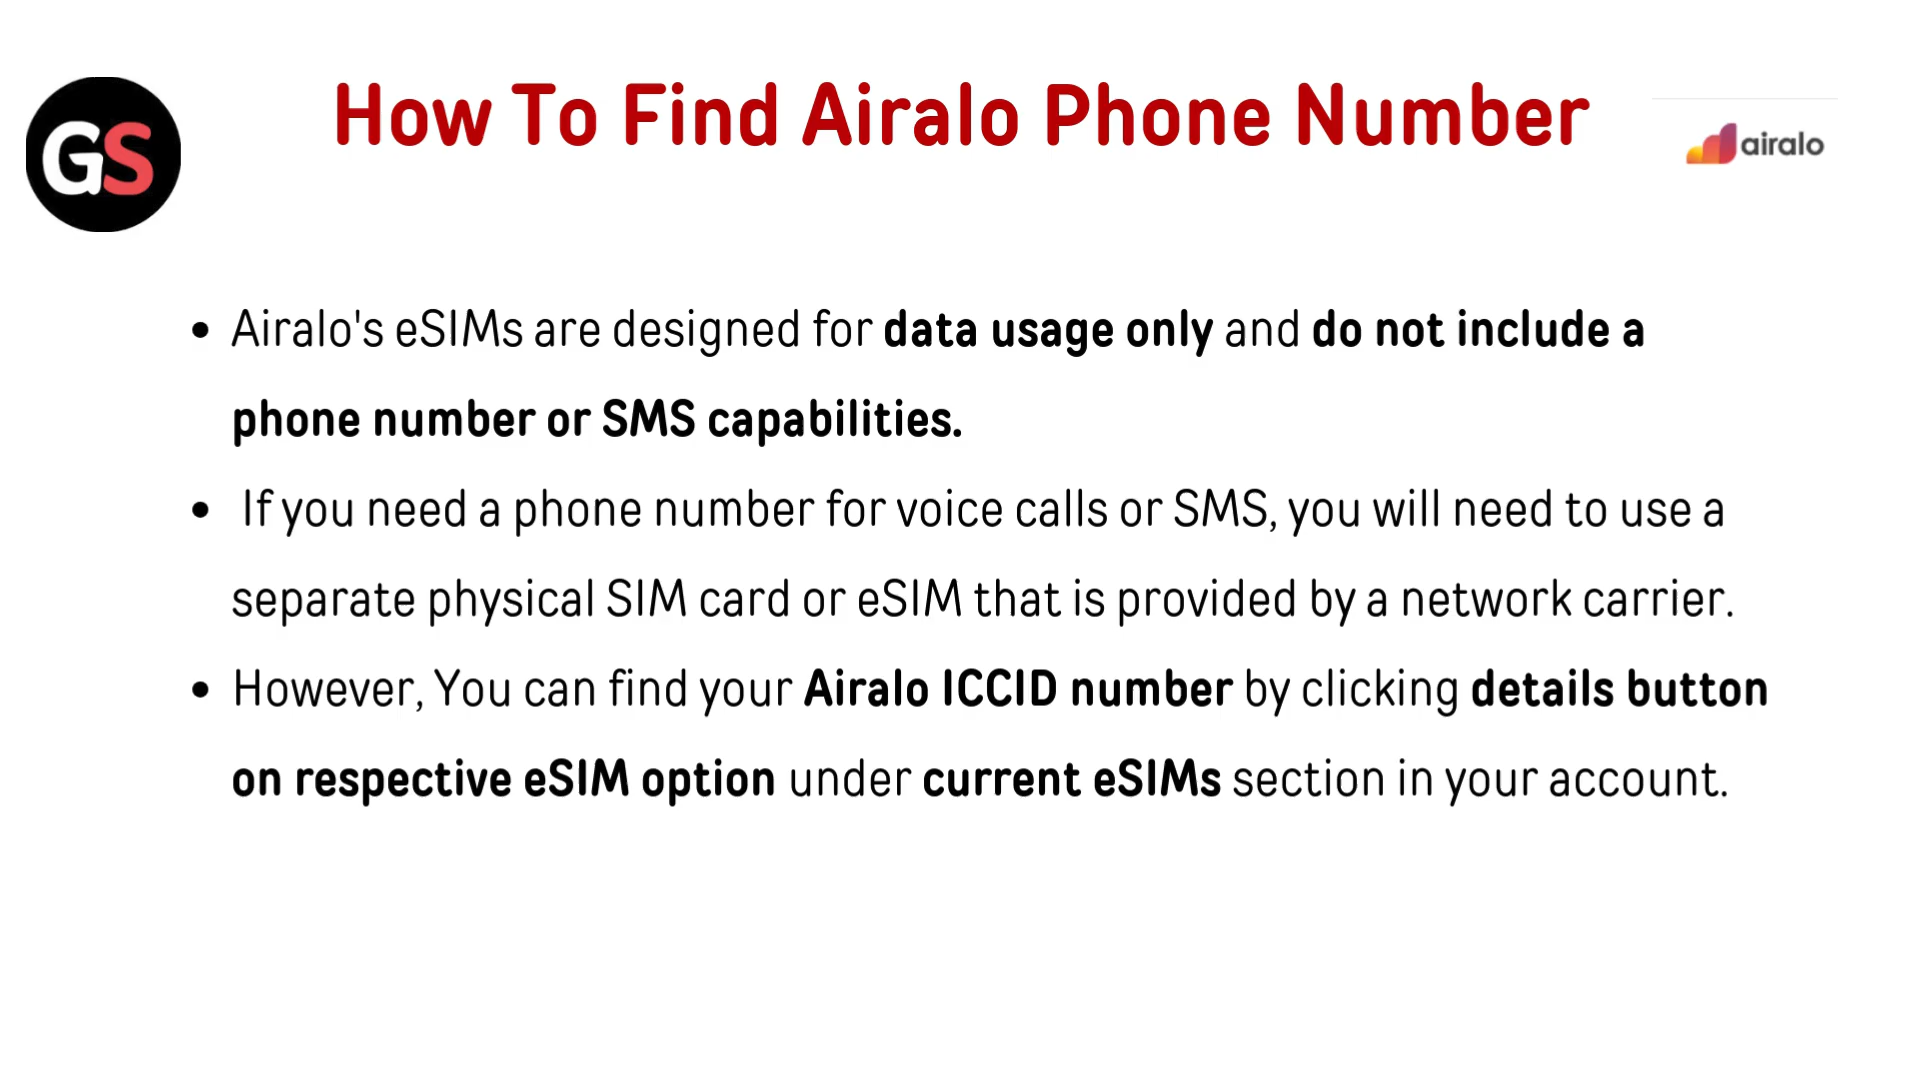 GS
How To Find Airalo Phone Number
airalo
• Airalo's eSIMs are designed for data usage only and do not include a
phone number or SMS capabilities.
• If you need a phone number for voice calls or SMS, you will need to use a
separate physical SIM card or eSIM that is provided by a network carrier.
• However, You can find your Airalo ICCID number by clicking details button
on respective eSIM option under current eSIMs section in your account.